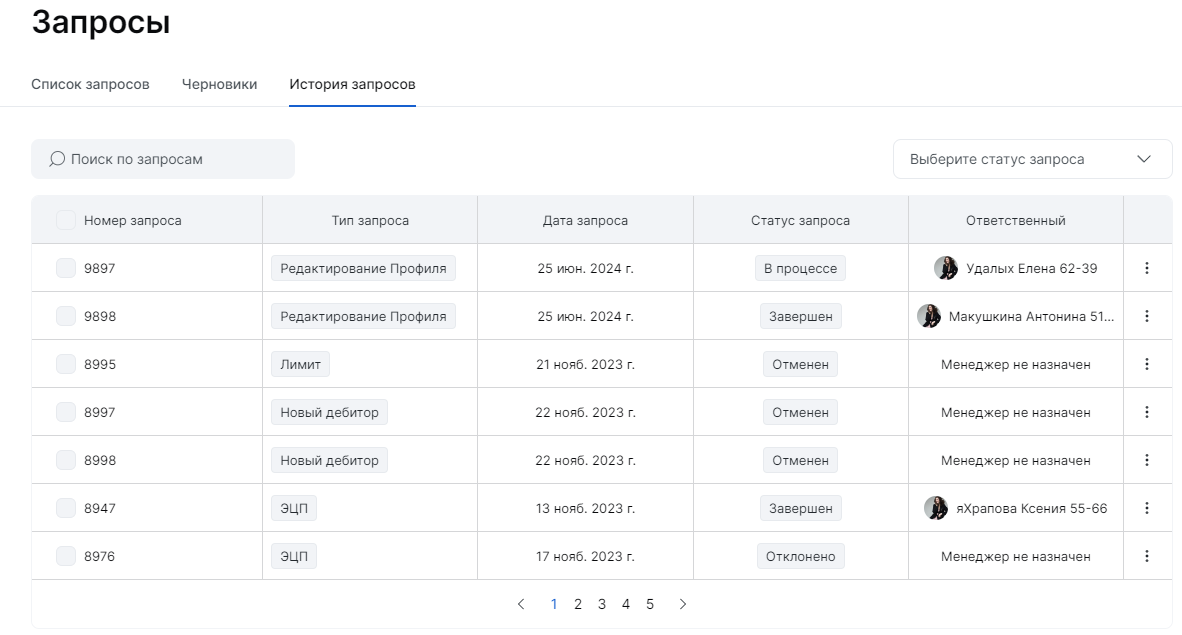 Запросы
Список запросов Черновики История запросов
Поиск по запросам Выберите статус запроса
Номер запроса Тип запроса Дата запроса Статус запроса Ответственный
9897 Редактирование Профиля 25 июн. 2024 г. В процессе Удалых Елена 62-39
9898 Редактирование Профиля 25 июн. 2024 г. Завершен Макушкина Антонина 51...
8995 Лимит 21 нояб. 2023 г. Отменен Менеджер не назначен
8997 Новый дебитор 22 нояб. 2023 г. Отменен Менеджер не назначен
8998 Новый дебитор 22 нояб. 2023 г. Отменен Менеджер не назначен
8947 ЭЦП 13 нояб. 2023 г. Завершен яХрапова Ксения 55-66
8976 ЭЦП 17 нояб. 2023 г. Отклонено Менеджер не назначен
1 2 3 4 5